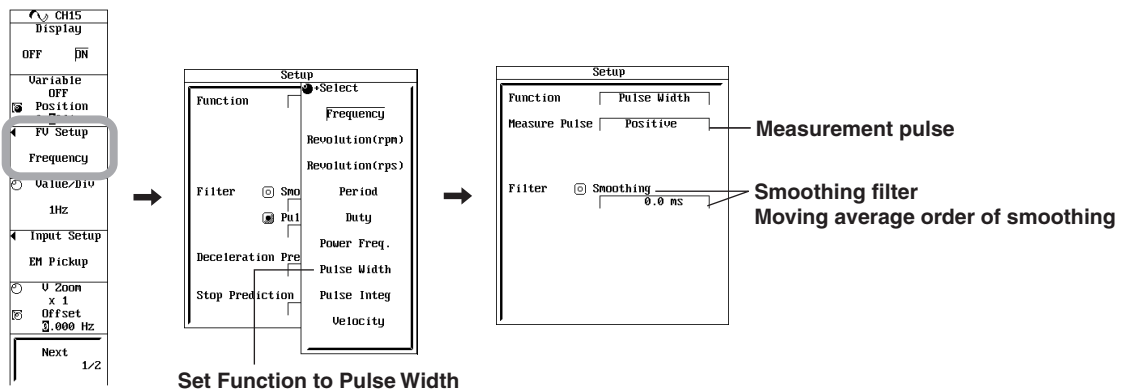 CH15
Display
OFF ON
Variable
OFF
Position
FV Setup
Frequency
Value/Div
1Hz
Input Setup
EM Pickup
V Zoom
x 1
Offset
0.000 Hz
Next
1/2
Setup
Function
Filter Smo
Pul
Deceleration Pre
Stop Prediction
Select
Frequency
Revolution(rpm)
Revolution(rps)
Period
Duty
Power Freq.
Pulse Width
Pulse Integ
Velocity
Set Function to Pulse Width
Setup
Function Pulse Width
Measure Pulse Positive
Filter Smoothing
0.0 ms
Measurement pulse
Smoothing filter
Moving average order of smoothing